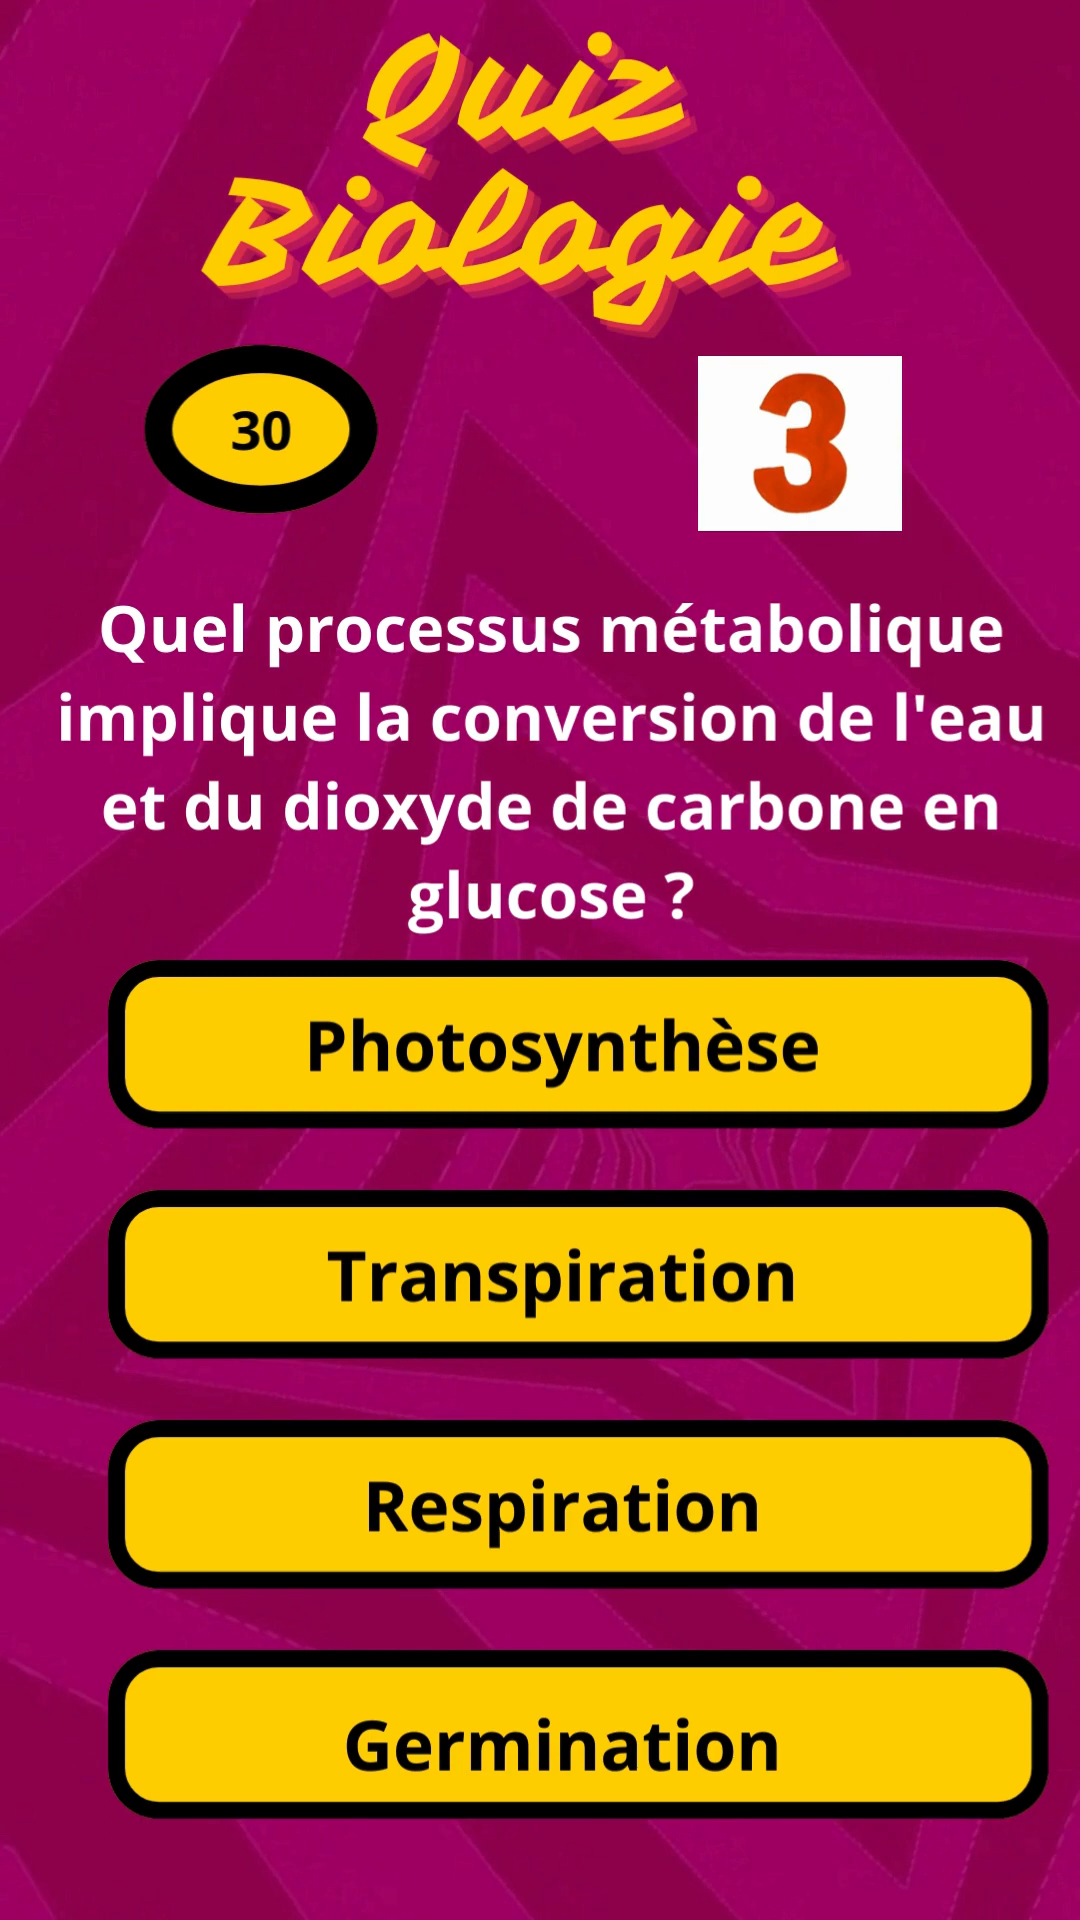 Quiz
Biologie
30
3
Quel processus métabolique
implique la conversion de l'eau
et du dioxyde de carbone en
glucose ?
Photosynthèse
Transpiration
Respiration
Germination